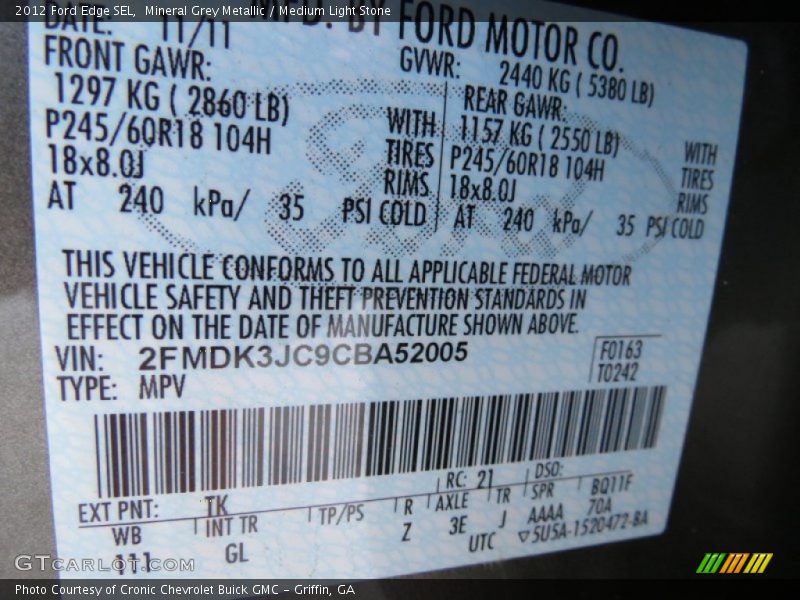 2012 Ford Edge SEL, Mineral Grey Metallic / Medium Light Stone
DATE: 11/11 MFD. BY FORD MOTOR CO.
FRONT GAWR: GVWR: 2440 KG ( 5380 LB)
1297 KG ( 2860 LB) REAR GAWR:
P245/60R18 104H WITH 1157 KG ( 2550 LB) WITH
18x8.0J TIRES P245/60R18 104H TIRES
RIMS 18x8.0J RIMS
AT 240 kPa/ 35 PSI COLD AT 240 kPa/ 35 PSI COLD
THIS VEHICLE CONFORMS TO ALL APPLICABLE FEDERAL MOTOR
VEHICLE SAFETY AND THEFT PREVENTION STANDARDS IN
EFFECT ON THE DATE OF MANUFACTURE SHOWN ABOVE.
VIN: 2FMDK3JC9CBA52005 F0163
TYPE: MPV T0242
EXT PNT: TK RC: 21 DSO:
WB INT TR TP/PS R AXLE TR SPR BQ11F
111 GL Z 3E J AAAA 70A
UTC ▽5U5A-1520472-BA
GTCarLot.com
Photo Courtesy of Cronic Chevrolet Buick GMC - Griffin, GA